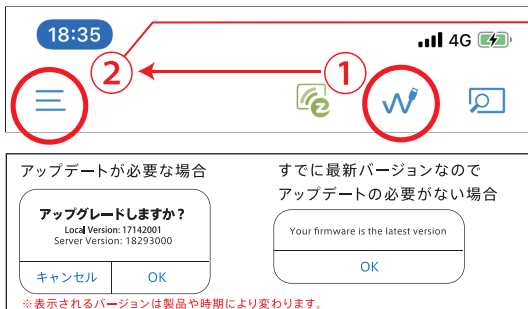 18:35
4G
② ①
アップデートが必要な場合
アップグレードしますか?
Local Version: 17142001
Server Version: 18293000
キャンセル OK
すでに最新バージョンなので
アップデートの必要がない場合
Your firmware is the latest version
OK
※表示されるバージョンは製品や時期により変わります。